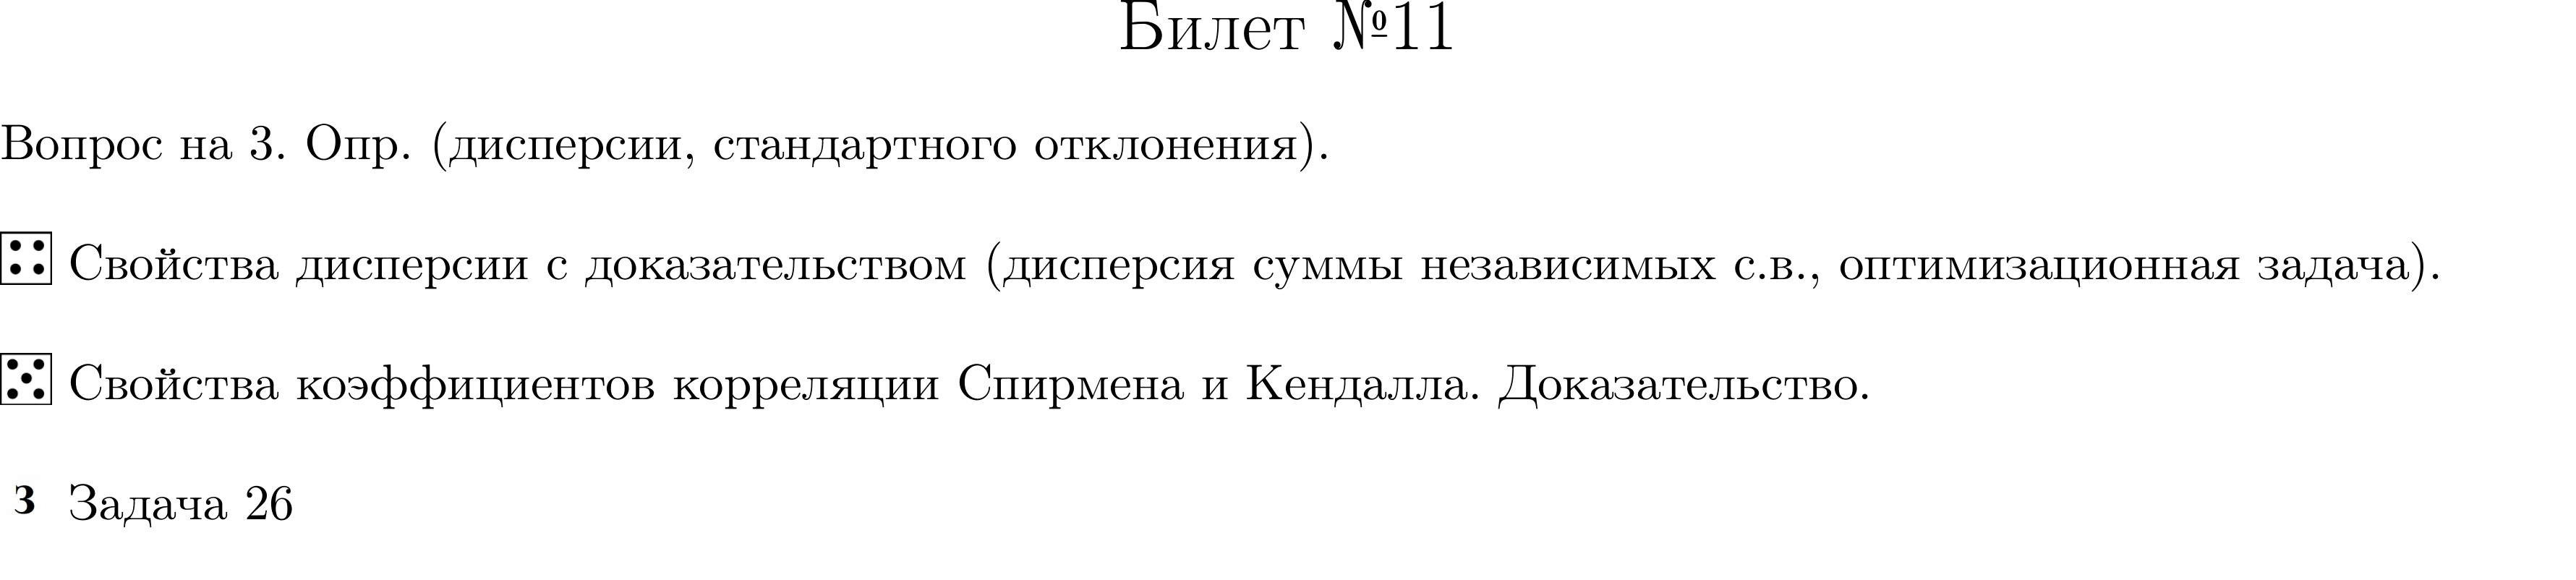 Билет №11
Вопрос на 3. Опр. (дисперсии, стандартного отклонения).
Свойства дисперсии с доказательством (дисперсия суммы независимых с.в., оптимизационная задача).
Свойства коэффициентов корреляции Спирмена и Кендалла. Доказательство.
З Задача 26